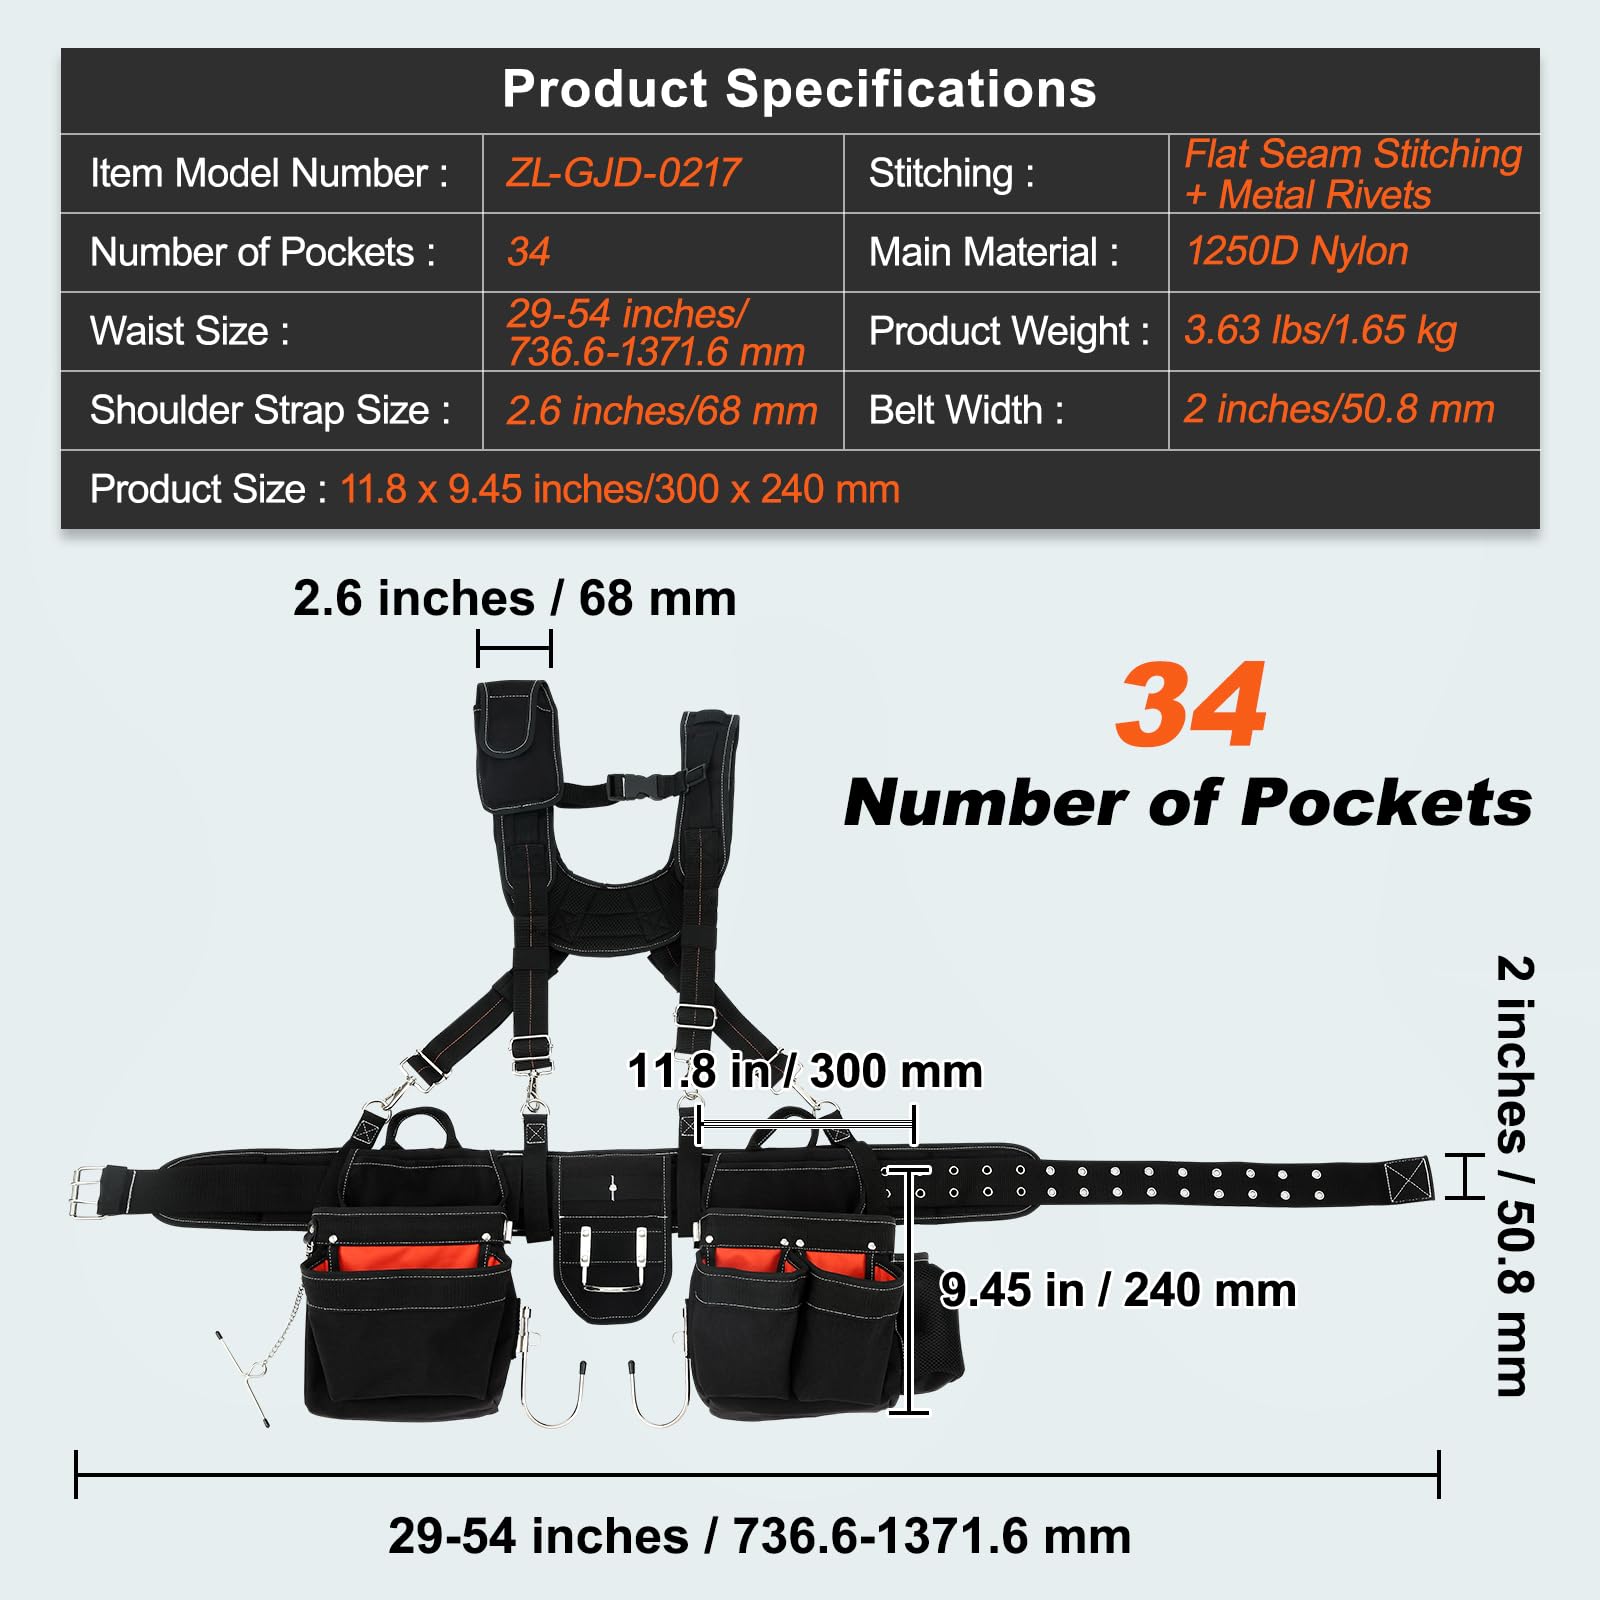 Product Specifications
Item Model Number :
ZL-GJD-0217
Stitching :
Flat Seam Stitching
+ Metal Rivets
Number of Pockets :
34
Main Material :
1250D Nylon
Waist Size :
29-54 inches/
736.6-1371.6 mm
Product Weight :
3.63 lbs/1.65 kg
Shoulder Strap Size :
2.6 inches/68 mm
Belt Width :
2 inches/50.8 mm
Product Size : 11.8 x 9.45 inches/300 x 240 mm
2.6 inches / 68 mm
34
Number of Pockets
2 inches / 50.8 mm
11.8 in / 300 mm
9.45 in / 240 mm
29-54 inches / 736.6-1371.6 mm